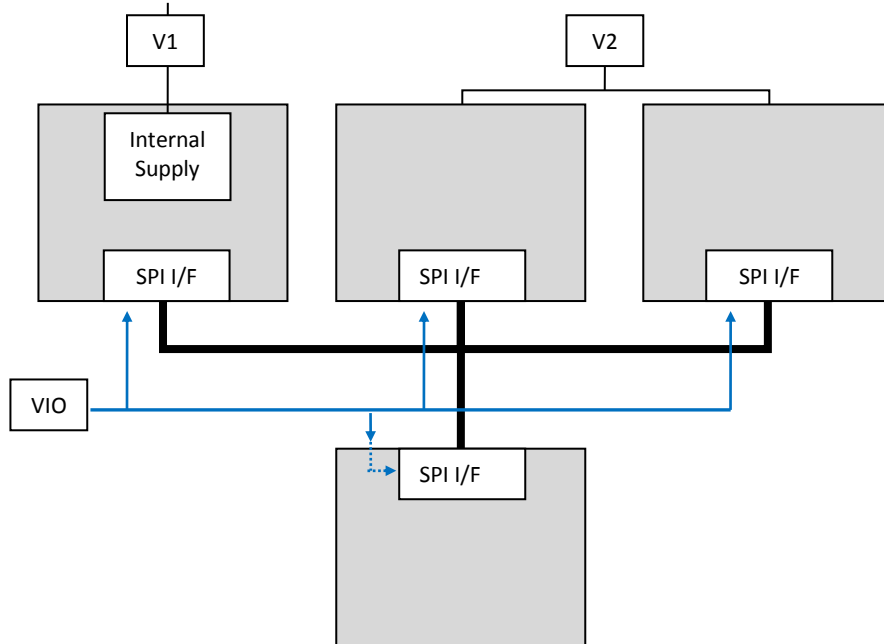 V1
V2
Internal
Supply
SPI I/F
SPI I/F
SPI I/F
VIO
SPI I/F